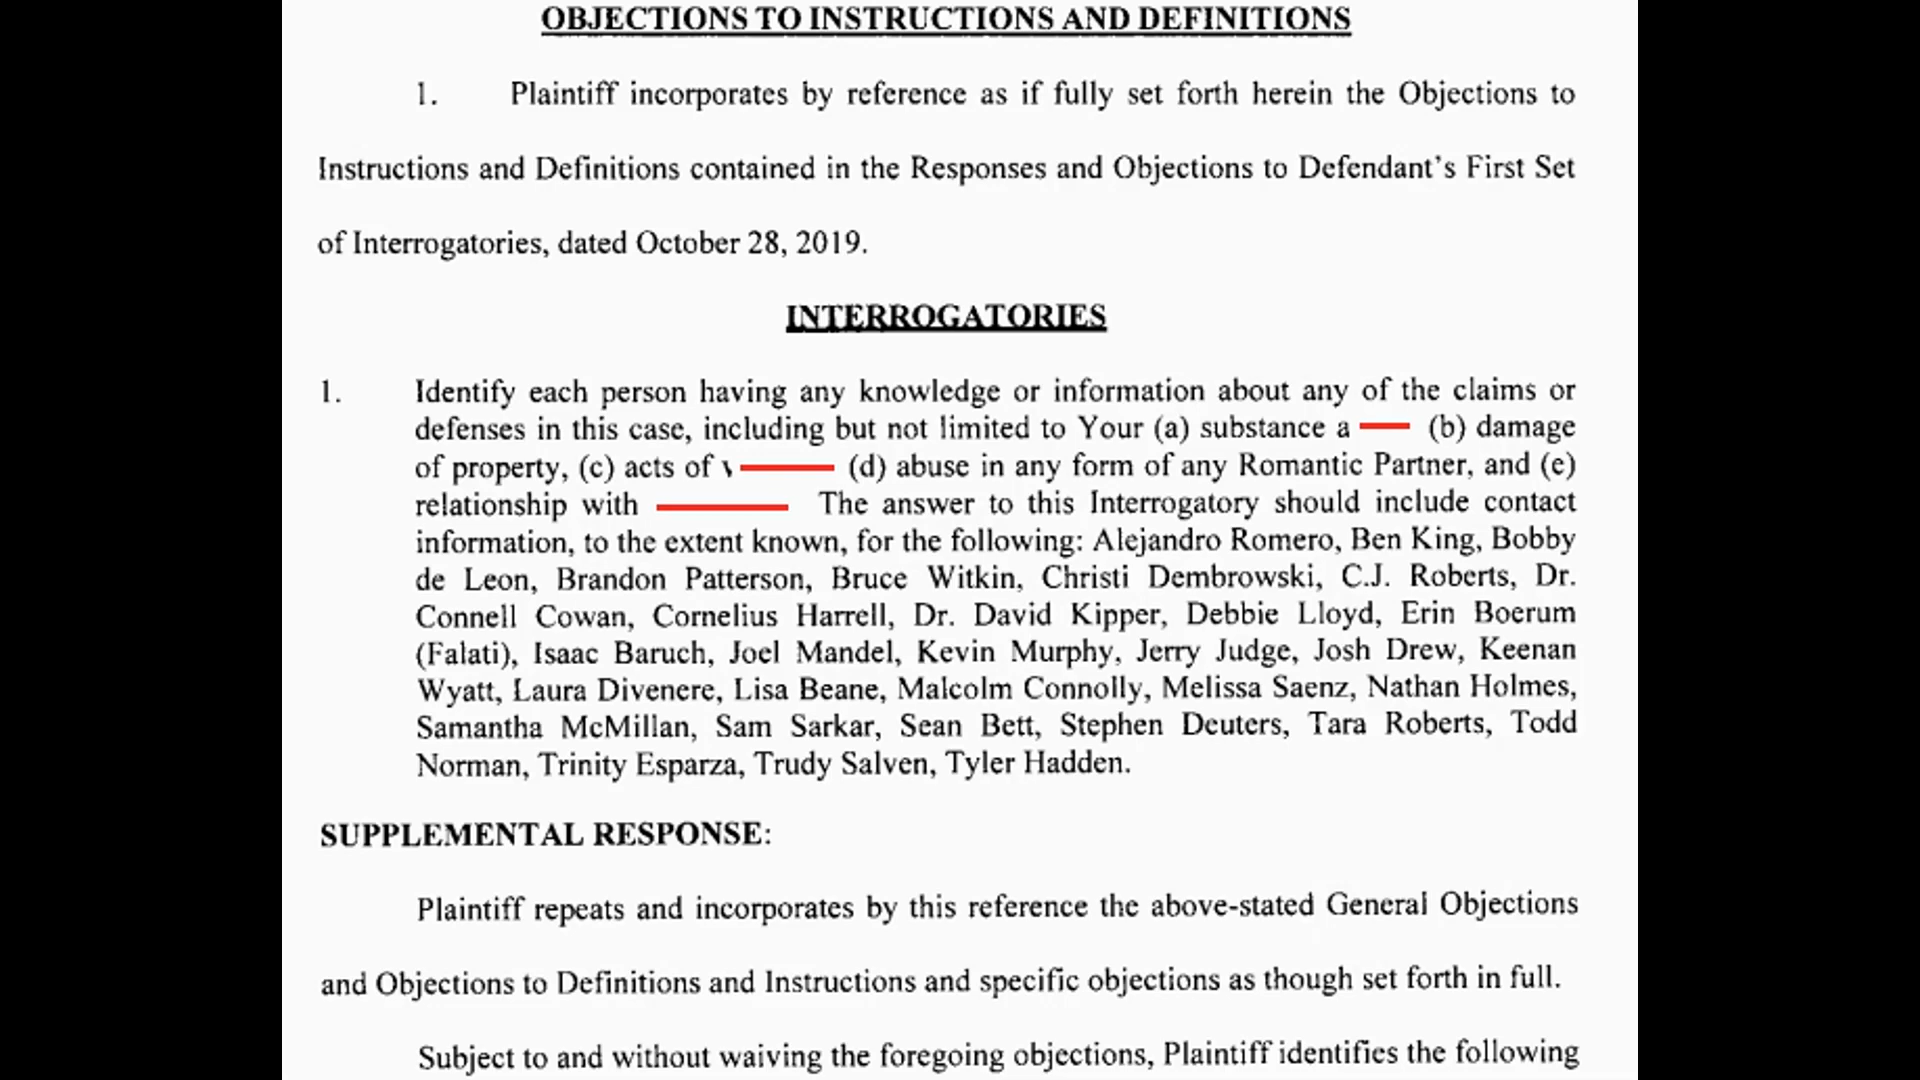 OBJECTIONS TO INSTRUCTIONS AND DEFINITIONS
1. Plaintiff incorporates by reference as if fully set forth herein the Objections to
Instructions and Definitions contained in the Responses and Objections to Defendant's First Set
of Interrogatories, dated October 28, 2019.
INTERROGATORIES
1. Identify each person having any knowledge or information about any of the claims or
defenses in this case, including but not limited to Your (a) substance a (b) damage
of property, (c) acts of (d) abuse in any form of any Romantic Partner, and (e)
relationship with The answer to this Interrogatory should include contact
information, to the extent known, for the following: Alejandro Romero, Ben King, Bobby
de Leon, Brandon Patterson, Bruce Witkin, Christi Dembrowski, C.J. Roberts, Dr.
Connell Cowan, Cornelius Harrell, Dr. David Kipper, Debbie Lloyd, Erin Boerum
(Falati), Isaac Baruch, Joel Mandel, Kevin Murphy, Jerry Judge, Josh Drew, Keenan
Wyatt, Laura Divenere, Lisa Beane, Malcolm Connolly, Melissa Saenz, Nathan Holmes,
Samantha McMillan, Sam Sarkar, Sean Bett, Stephen Deuters, Tara Roberts, Todd
Norman, Trinity Esparza, Trudy Salven, Tyler Hadden.
SUPPLEMENTAL RESPONSE:
Plaintiff repeats and incorporates by this reference the above-stated General Objections
and Objections to Definitions and Instructions and specific objections as though set forth in full.
Subject to and without waiving the foregoing objections, Plaintiff identifies the following